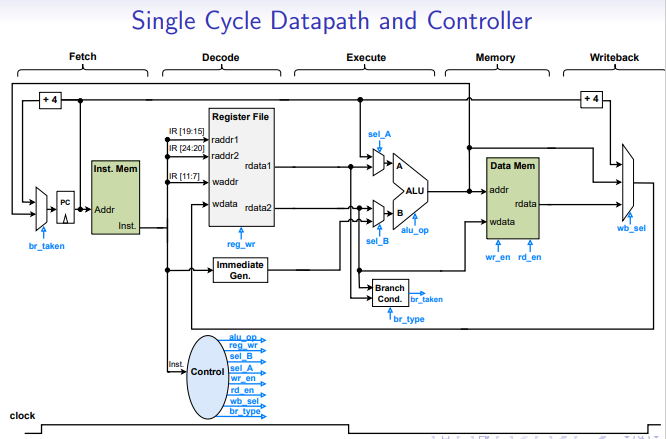 Single Cycle Datapath and Controller
Fetch
Decode
Execute
Memory
Writeback
+ 4
+ 4
Register File
IR [19:15]
raddr1
IR [24:20]
raddr2
rdata1
IR [11:7]
waddr
wdata
rdata2
reg_wr
Inst. Mem
Addr
Inst.
PC
br_taken
sel_A
A
ALU
B
sel_B
alu_op
Data Mem
addr
rdata
wdata
wr_en
rd_en
wb_sel
Immediate
Gen.
Branch
Cond.
br_taken
br_type
Inst.
Control
alu_op
reg_wr
sel_B
sel_A
wr_en
rd_en
wb_sel
br_type
clock